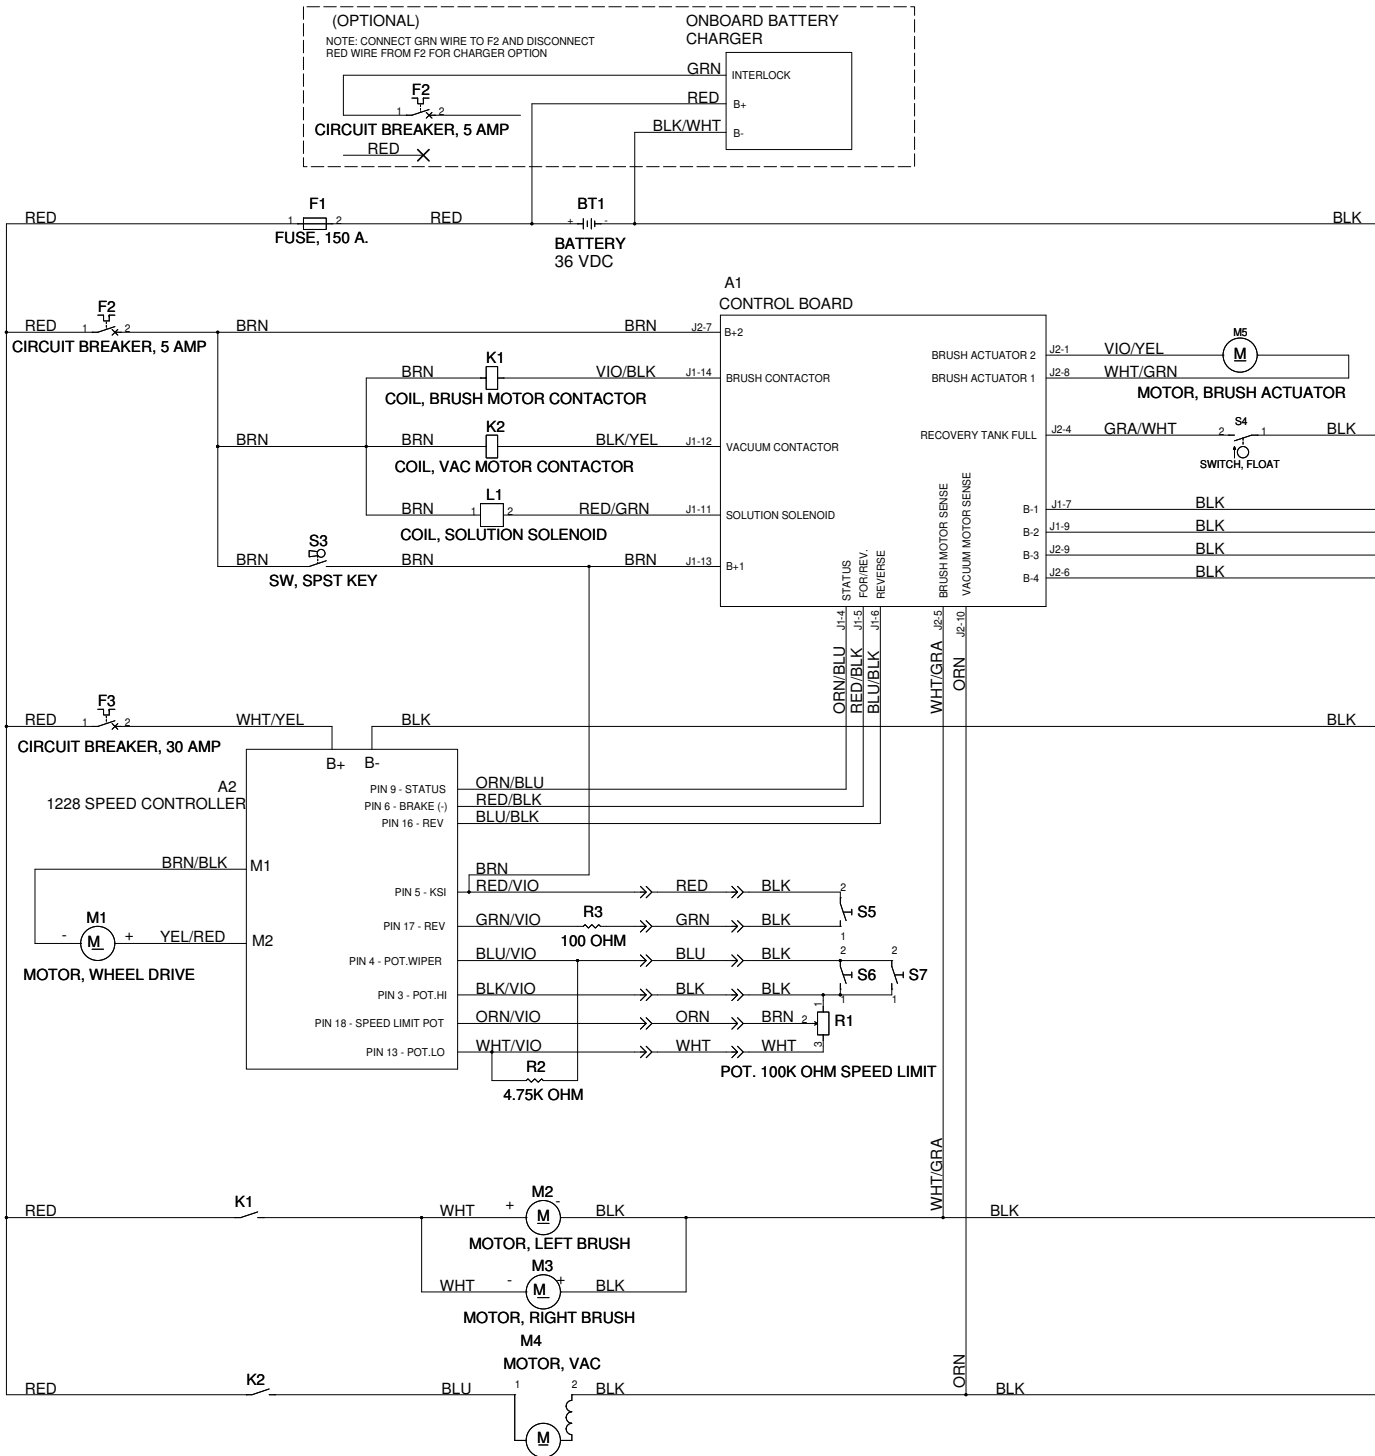 (OPTIONAL)
NOTE: CONNECT GRN WIRE TO F2 AND DISCONNECT
RED WIRE FROM F2 FOR CHARGER OPTION
ONBOARD BATTERY
CHARGER
GRN
INTERLOCK
F2
1 2
RED
B+
CIRCUIT BREAKER, 5 AMP
BLK/WHT
B-
RED
RED
F1
1 2
RED
BT1
+ -
BLK
FUSE, 150 A.
BATTERY
36 VDC
A1
CONTROL BOARD
F2
RED
1 2
BRN
BRN
J2-7
B+2
CIRCUIT BREAKER, 5 AMP
M5
BRUSH ACTUATOR 2
J2-1
VIO/YEL
M
K1
BRN
VIO/BLK
J1-14
BRUSH CONTACTOR
BRUSH ACTUATOR 1
J2-8
WHT/GRN
COIL, BRUSH MOTOR CONTACTOR
MOTOR, BRUSH ACTUATOR
K2
BRN
BRN
BLK/YEL
J1-12
VACUUM CONTACTOR
RECOVERY TANK FULL
J2-4
GRA/WHT
S4
2 1
BLK
COIL, VAC MOTOR CONTACTOR
SWITCH, FLOAT
L1
BRN
1 2
RED/GRN
J1-11
SOLUTION SOLENOID
COIL, SOLUTION SOLENOID
BRUSH MOTOR SENSE
VACUUM MOTOR SENSE
B-1
J1-7
BLK
B-2
J1-9
BLK
B-3
J2-9
BLK
B-4
J2-6
BLK
S3
BRN
BRN
BRN
J1-13
B+1
SW, SPST KEY
STATUS
FOR/REV.
REVERSE
J1-4
J1-5
J1-6
J2-5
J2-10
ORN/BLU
RED/BLK
BLU/BLK
WHT/GRA
ORN
F3
RED
1 2
WHT/YEL
BLK
BLK
CIRCUIT BREAKER, 30 AMP
B+
B-
A2
1228 SPEED CONTROLLER
PIN 9 - STATUS
ORN/BLU
PIN 6 - BRAKE (-)
RED/BLK
PIN 16 - REV
BLU/BLK
BRN/BLK
M1
BRN
PIN 5 - KSI
RED/VIO
RED
BLK
2
S5
1
M1
- M +
YEL/RED
M2
MOTOR, WHEEL DRIVE
PIN 17 - REV
GRN/VIO
R3
100 OHM
GRN
BLK
PIN 4 - POT.WIPER
BLU/VIO
BLU
BLK
2
S6
1
2
S7
1
PIN 3 - POT.HI
BLK/VIO
BLK
BLK
PIN 18 - SPEED LIMIT POT
ORN/VIO
ORN
BRN
1
2
3
R1
PIN 13 - POT.LO
WHT/VIO
WHT
WHT
R2
4.75K OHM
POT. 100K OHM SPEED LIMIT
WHT/GRA
RED
K1
WHT
+
M2
-
M
BLK
BLK
MOTOR, LEFT BRUSH
M3
WHT
- M +
BLK
MOTOR, RIGHT BRUSH
M4
MOTOR, VAC
ORN
RED
K2
BLU
1 2
BLK
BLK
M